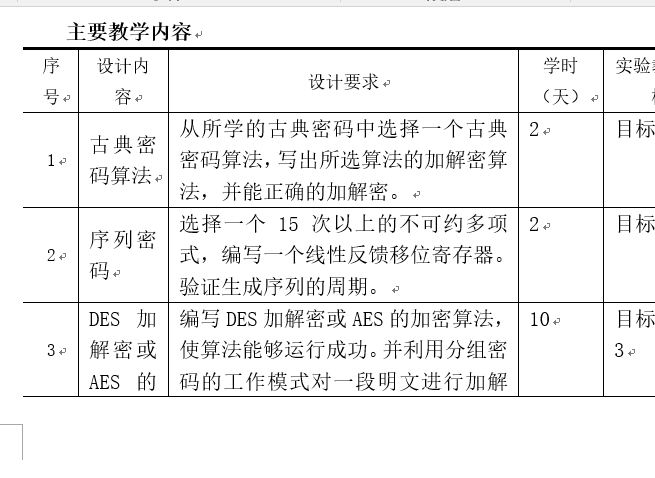 主要教学内容
序号
设计内容
设计要求
学时（天）
实验
1
古典密码算法
从所学的古典密码中选择一个古典
密码算法，写出所选算法的加解密算
法，并能正确的加解密。
2
目标
2
序列密码
选择一个 15 次以上的不可约多项
式，编写一个线性反馈移位寄存器。
验证生成序列的周期。
2
目标
3
DES 加
解密或
AES 的
编写 DES 加解密或 AES 的加密算法，
使算法能够运行成功。并利用分组密
码的工作模式对一段明文进行加解
10
目标
3